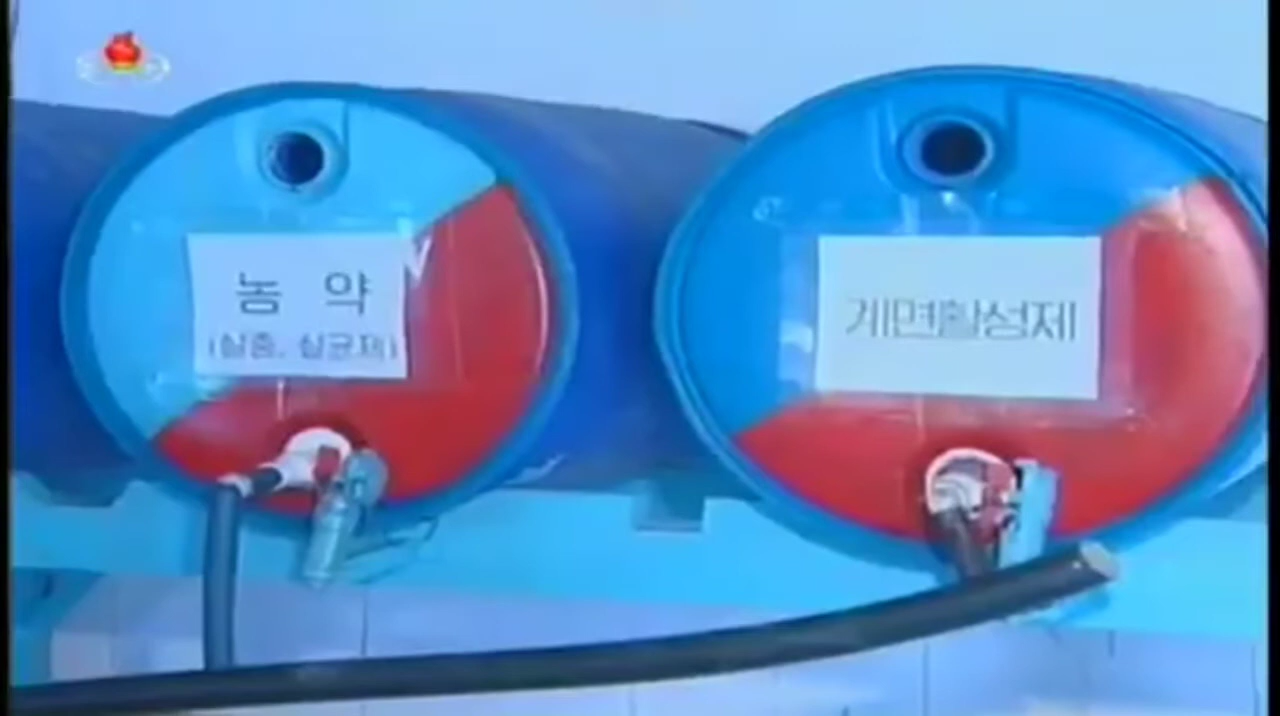 농 약
(살충, 살균제)
계면활성제